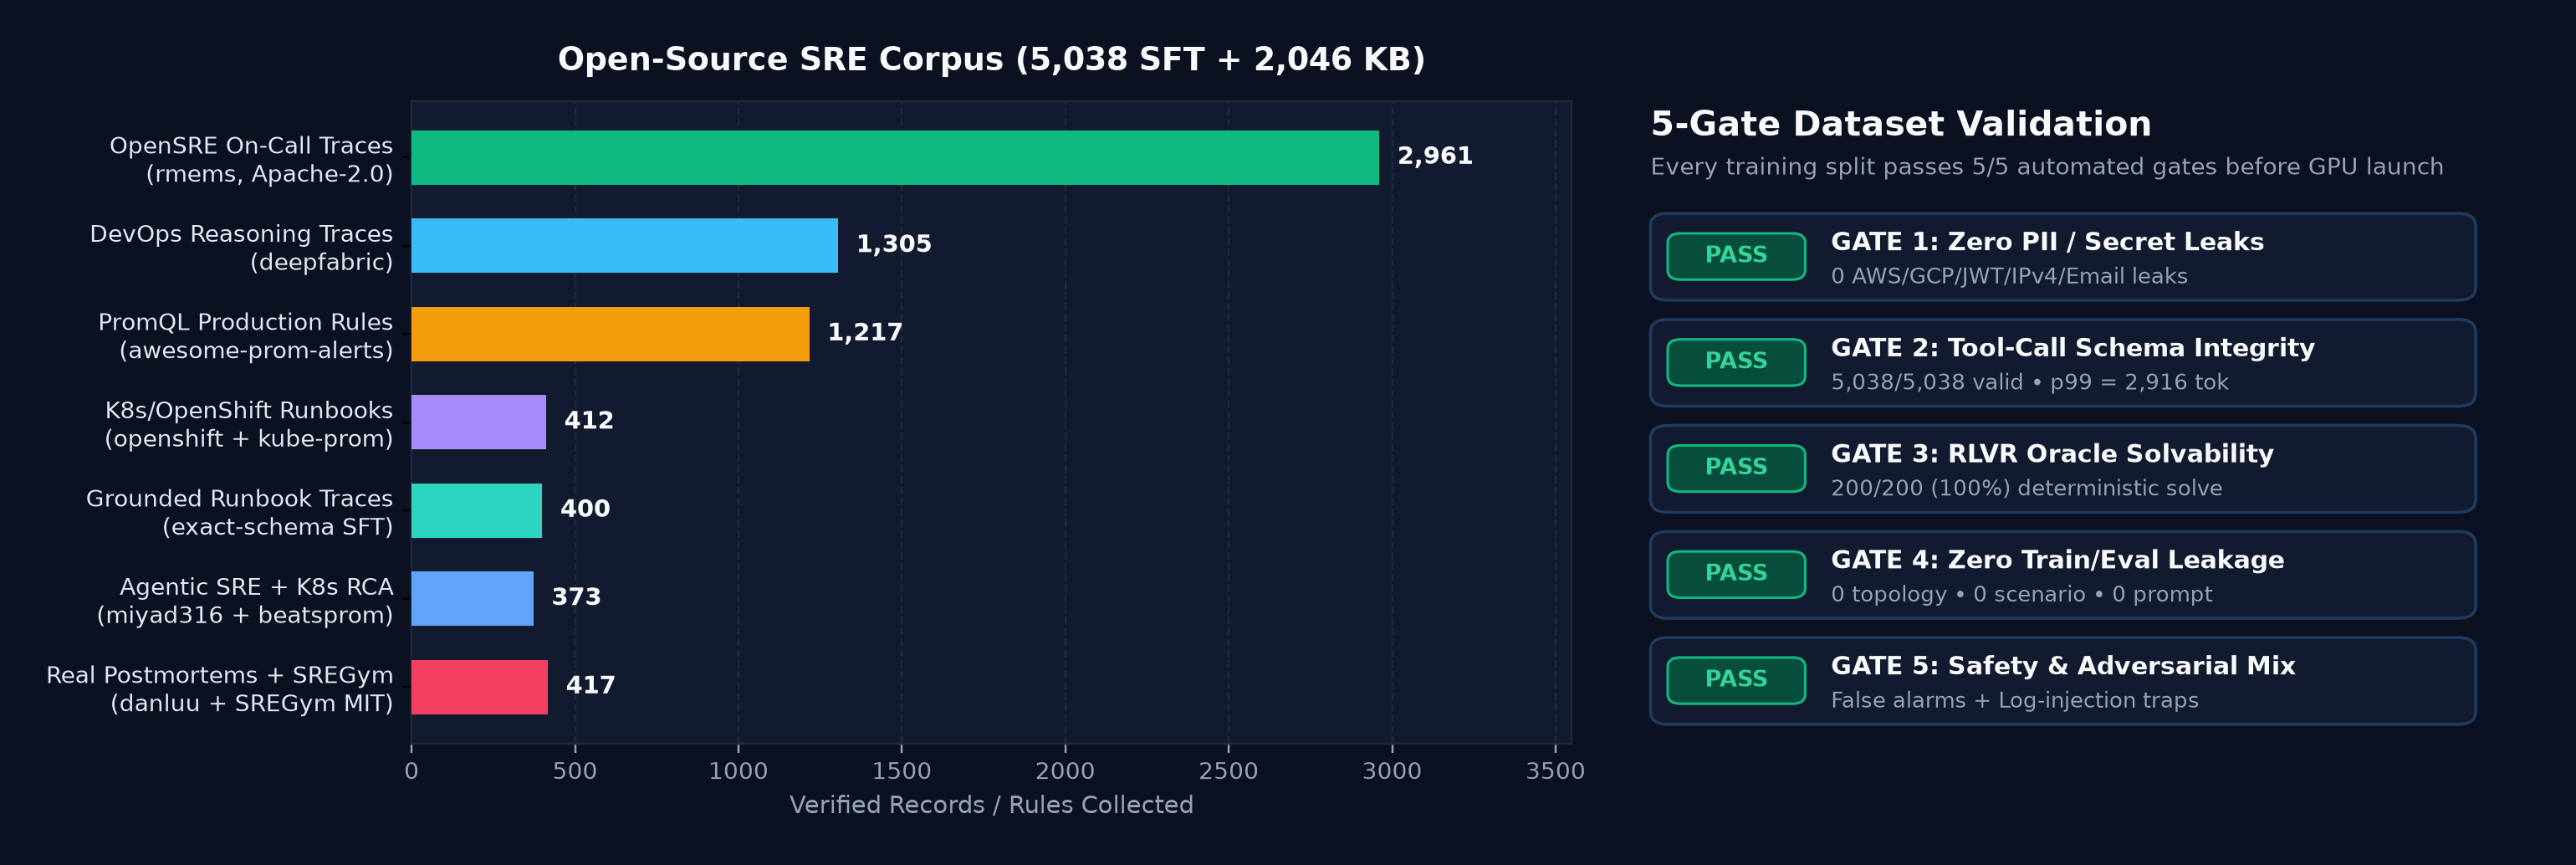 Open-Source SRE Corpus (5,038 SFT + 2,046 KB)
OpenSRE On-Call Traces
(rmems, Apache-2.0)
2,961
DevOps Reasoning Traces
(deepfabric)
1,305
PromQL Production Rules
(awesome-prom-alerts)
1,217
K8s/OpenShift Runbooks
(openshift + kube-prom)
412
Grounded Runbook Traces
(exact-schema SFT)
400
Agentic SRE + K8s RCA
(miyad316 + beatsprom)
373
Real Postmortems + SREGym
(danluu + SREGym MIT)
417
0 500 1000 1500 2000 2500 3000 3500
Verified Records / Rules Collected
5-Gate Dataset Validation
Every training split passes 5/5 automated gates before GPU launch
PASS
GATE 1: Zero PII / Secret Leaks
0 AWS/GCP/JWT/IPv4/Email leaks
PASS
GATE 2: Tool-Call Schema Integrity
5,038/5,038 valid • p99 = 2,916 tok
PASS
GATE 3: RLVR Oracle Solvability
200/200 (100%) deterministic solve
PASS
GATE 4: Zero Train/Eval Leakage
0 topology • 0 scenario • 0 prompt
PASS
GATE 5: Safety & Adversarial Mix
False alarms + Log-injection traps